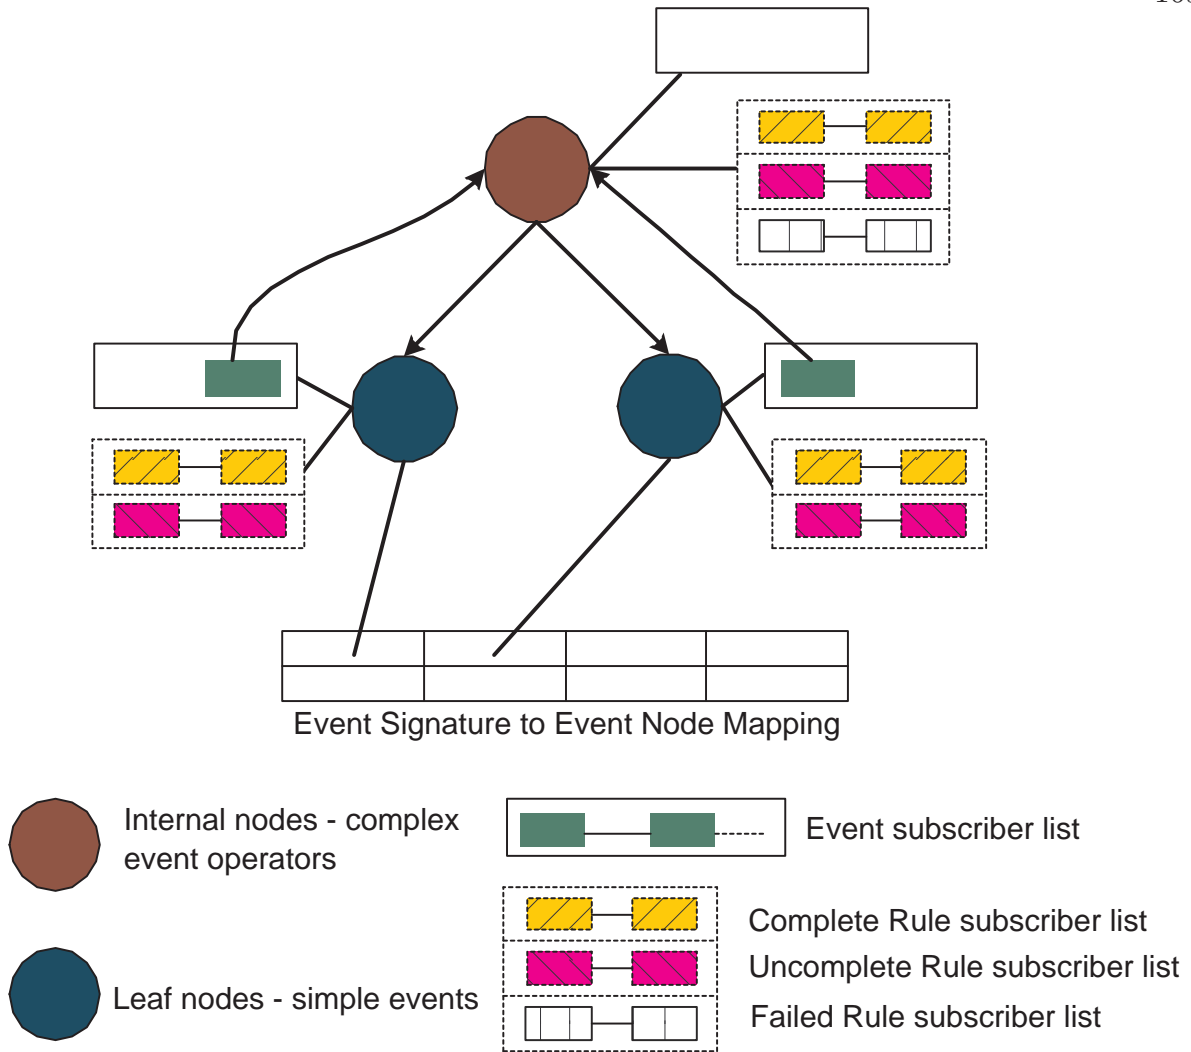 Event Signature to Event Node Mapping
Internal nodes - complex
event operators
Event subscriber list
Complete Rule subscriber list
Uncomplete Rule subscriber list
Leaf nodes - simple events
Failed Rule subscriber list